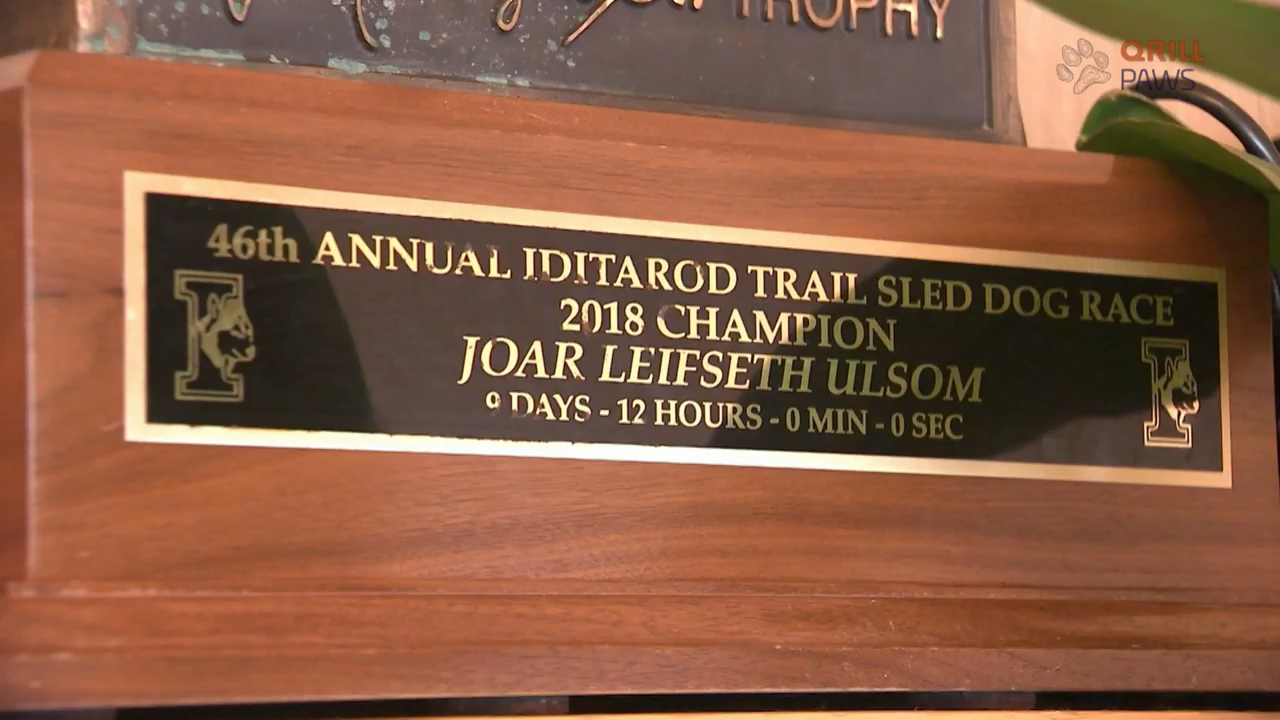 TROPHY
QRILL
PAWS
46th ANNUAL IDITAROD TRAIL SLED DOG RACE
2018 CHAMPION
JOAR LEIFSETH ULSOM
9 DAYS - 12 HOURS - 0 MIN - 0 SEC